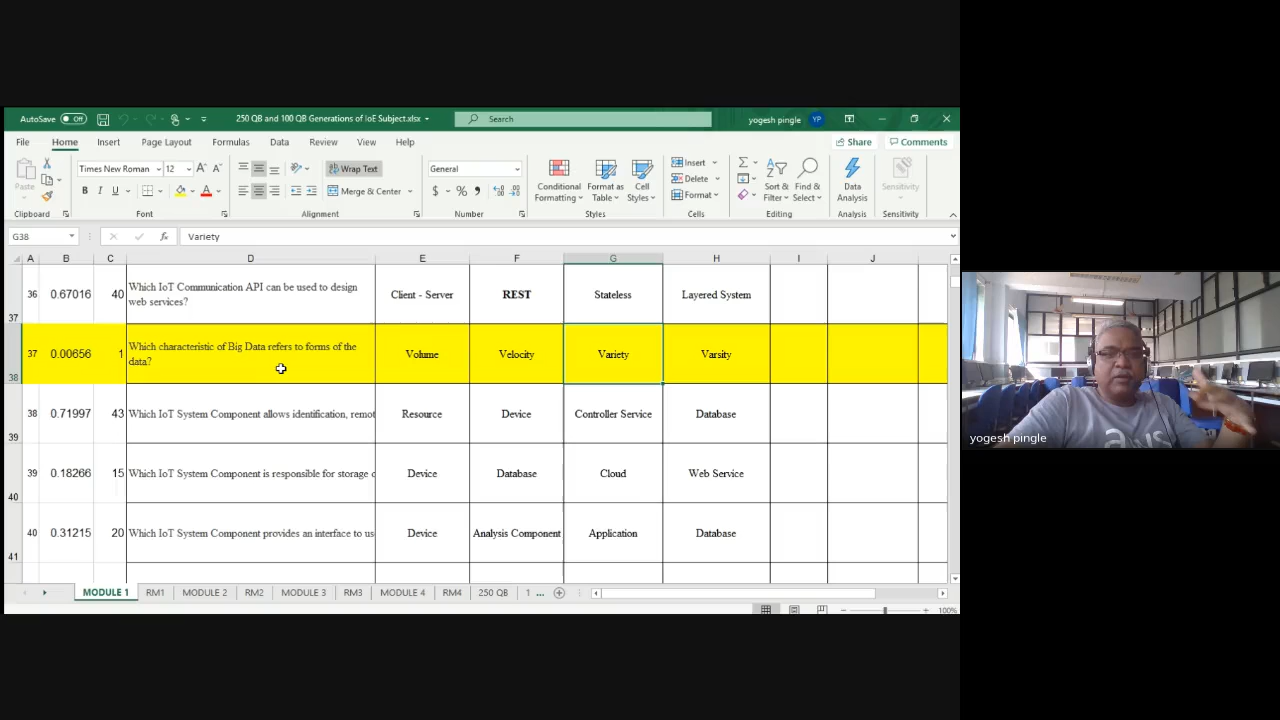 AutoSave Off 250 QB and 100 QB Generations of IoE Subject.xlsx Search yogesh pingle YP
File Home Insert Page Layout Formulas Data Review View Help Share Comments
Paste Times New Roman 12 A A Wrap Text General Conditional Formatting Format as Table Cell Styles Insert Delete Format Sort & Filter Find & Select Data Analysis Sensitivity
B I U A Merge & Center $ % ,
Clipboard Font Alignment Number Styles Cells Editing Analysis Sensitivity
G38 fx Variety
A B C D E F G H I J
37 36 0.67016 40 Which IoT Communication API can be used to design web services? Client - Server REST Stateless Layered System
38 37 0.00656 1 Which characteristic of Big Data refers to forms of the data? Volume Velocity Variety Varsity
39 38 0.71997 43 Which IoT System Component allows identification, remot Resource Device Controller Service Database
40 39 0.18266 15 Which IoT System Component is responsible for storage o Device Database Cloud Web Service
41 40 0.31215 20 Which IoT System Component provides an interface to us Device Analysis Component Application Database
MODULE 1 RM1 MODULE 2 RM2 MODULE 3 RM3 MODULE 4 RM4 250 QB 1 ...
100%
yogesh pingle